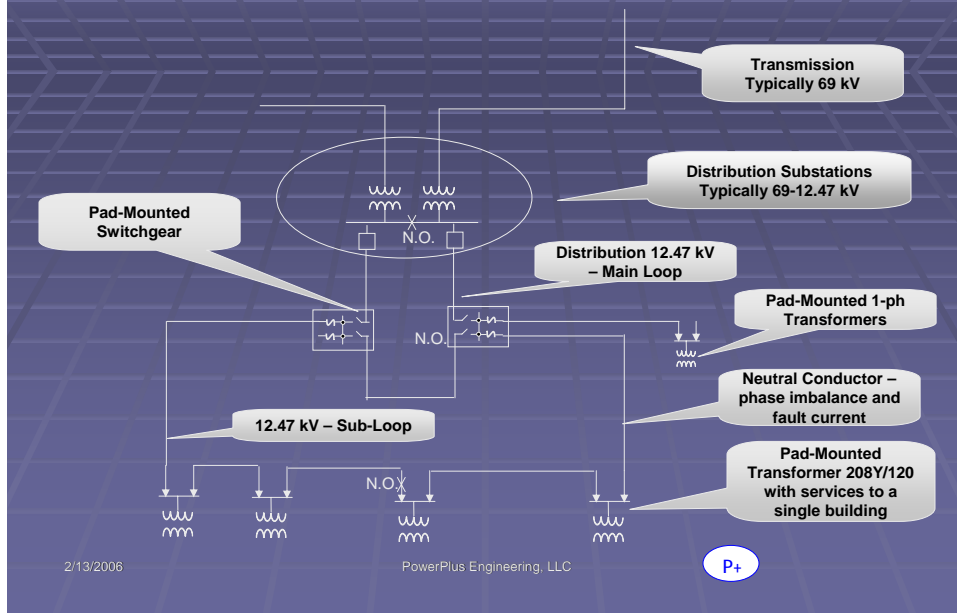 Transmission
Typically 69 kV
Distribution Substations
Typically 69-12.47 kV
Pad-Mounted
Switchgear
N.O.
Distribution 12.47 kV
– Main Loop
Pad-Mounted 1-ph
Transformers
N.O.
Neutral Conductor –
phase imbalance and
fault current
12.47 kV – Sub-Loop
Pad-Mounted
Transformer 208Y/120
with services to a
single building
N.O.
2/13/2006
PowerPlus Engineering, LLC
P+